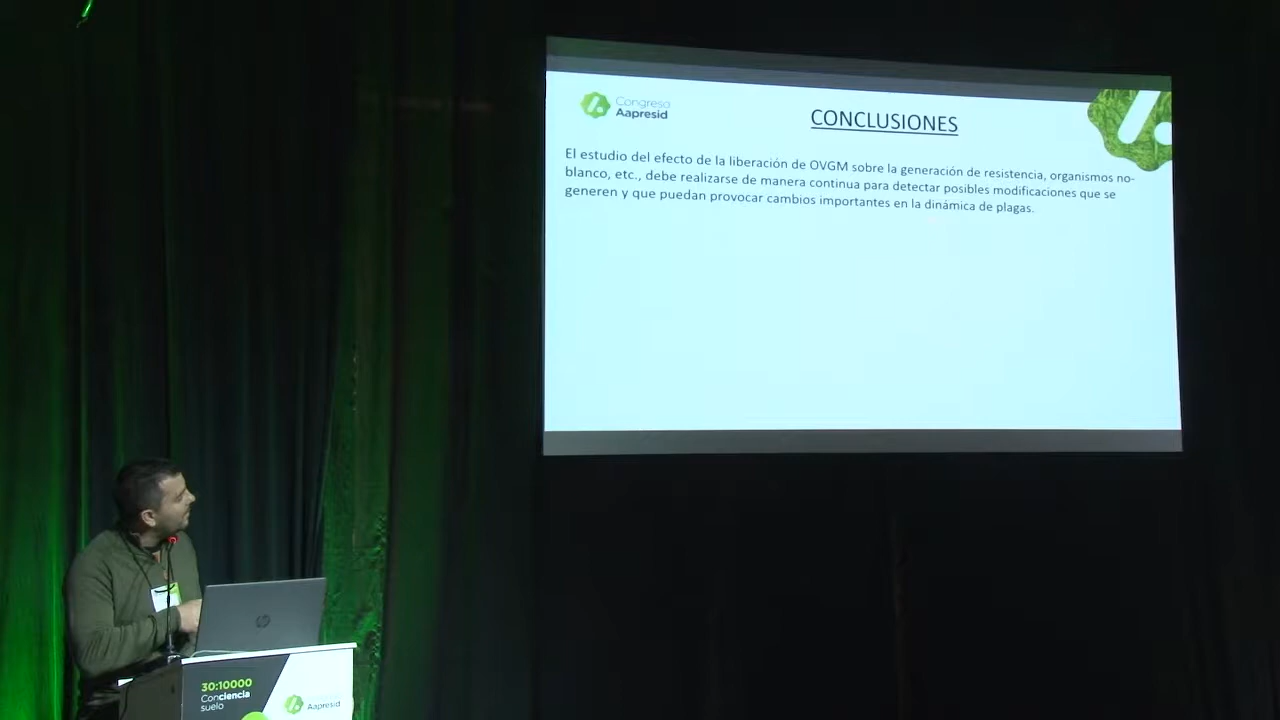 Congreso
Aapresid
CONCLUSIONES
El estudio del efecto de la liberación de OVGM sobre la generación de resistencia, organismos no-
blanco, etc., debe realizarse de manera continua para detectar posibles modificaciones que se
generen y que puedan provocar cambios importantes en la dinámica de plagas.
hp
30:10000
Conciencia
suelo
Aapresid